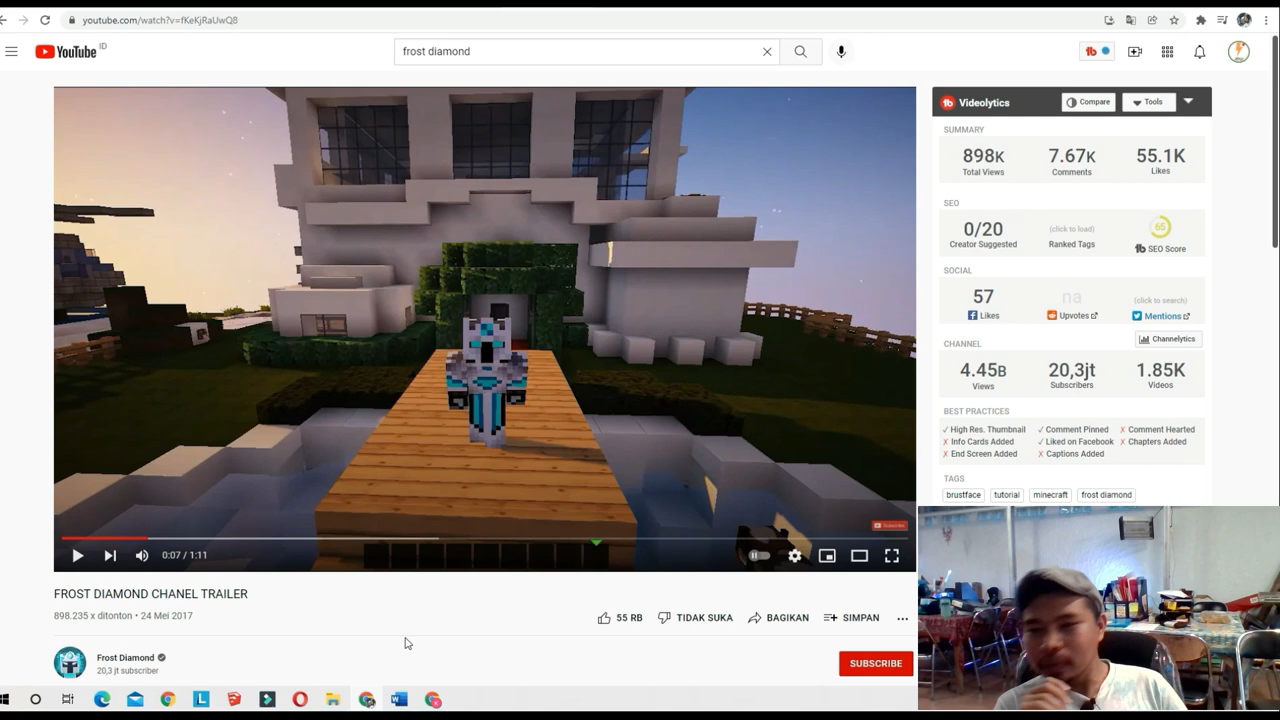 youtube.com/watch?v=fKeKjRaUwQ8
YouTube ID
frost diamond
tb
tb Videolytics Compare Tools
SUMMARY
898K 7.67K 55.1K
Total Views Comments Likes
SEO
0/20 (click to load) 65
Creator Suggested Ranked Tags tb SEO Score
SOCIAL
57 na (click to search)
Likes Upvotes Mentions
CHANNEL Channelytics
4.45B 20,3jt 1.85K
Views Subscribers Videos
BEST PRACTICES
✓ High Res. Thumbnail ✓ Comment Pinned ✗ Comment Hearted
✗ Info Cards Added ✓ Liked on Facebook ✗ Chapters Added
✗ End Screen Added ✗ Captions Added
TAGS
brustface tutorial minecraft frost diamond
Subscribe
0:07 / 1:11
FROST DIAMOND CHANEL TRAILER
898.235 x ditonton • 24 Mei 2017
55 RB TIDAK SUKA BAGIKAN SIMPAN
Frost Diamond
20,3 jt subscriber
SUBSCRIBE